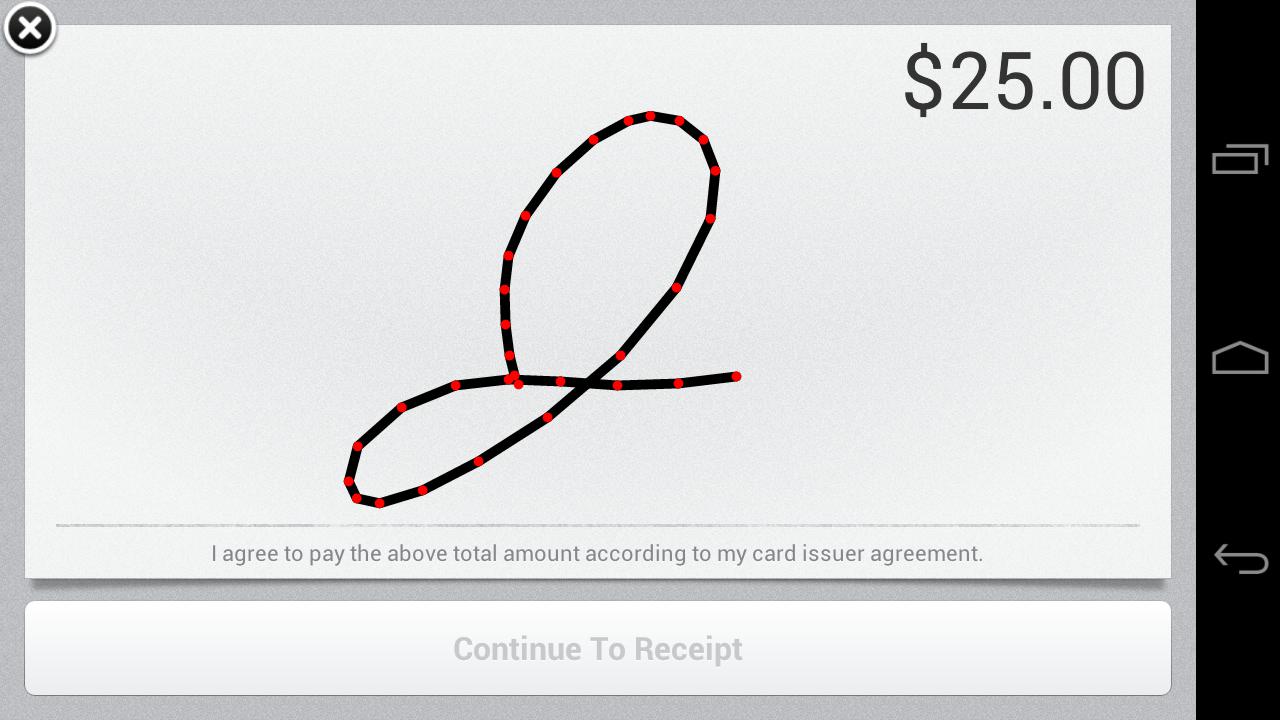 $25.00
I agree to pay the above total amount according to my card issuer agreement.
Continue To Receipt